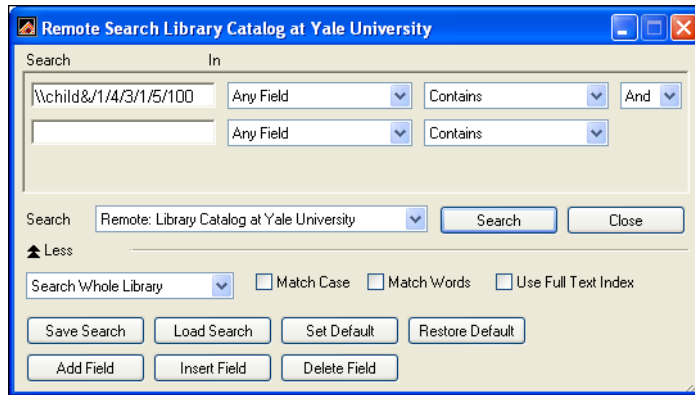 Remote Search Library Catalog at Yale University
Search In
\\child&/1/4/3/1/5/100 Any Field Contains And
Any Field Contains
Search Remote: Library Catalog at Yale University Search Close
Less
Search Whole Library Match Case Match Words Use Full Text Index
Save Search Load Search Set Default Restore Default
Add Field Insert Field Delete Field